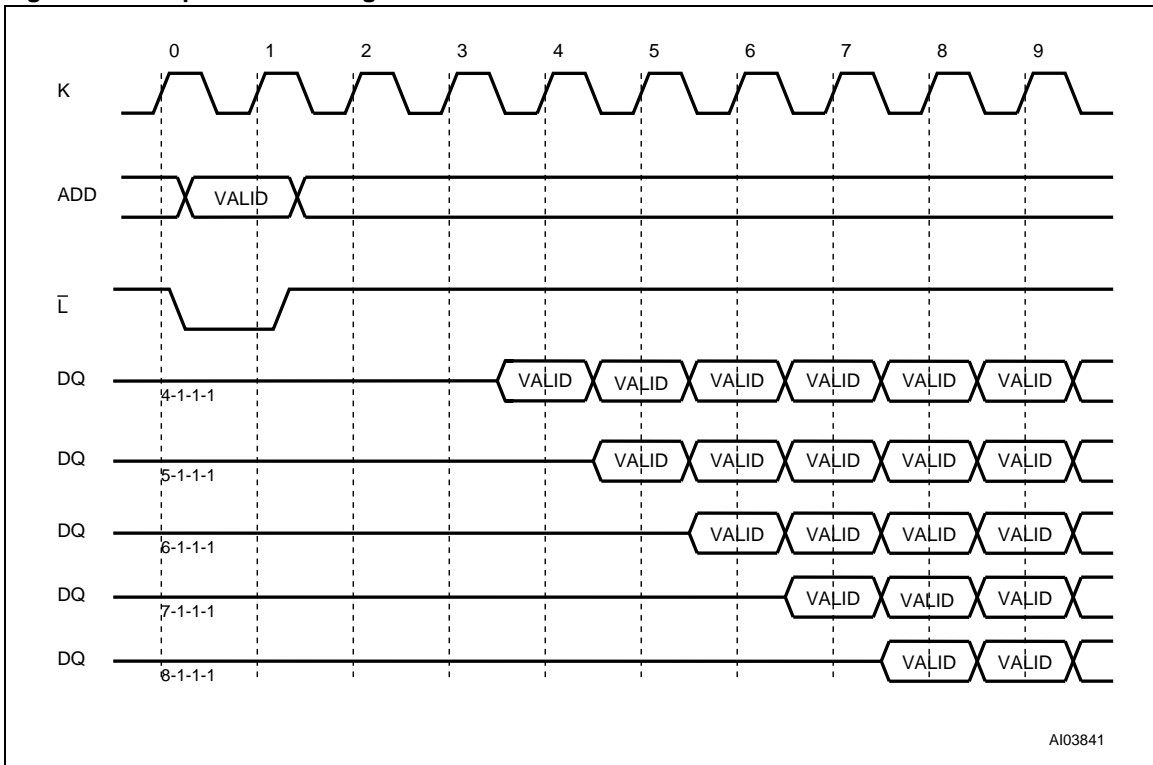 0 1 2 3 4 5 6 7 8 9
K
ADD VALID
L̅
DQ VALID VALID VALID VALID VALID VALID
4-1-1-1
DQ VALID VALID VALID VALID VALID
5-1-1-1
DQ VALID VALID VALID VALID
6-1-1-1
DQ VALID VALID VALID
7-1-1-1
DQ VALID VALID
8-1-1-1
AI03841